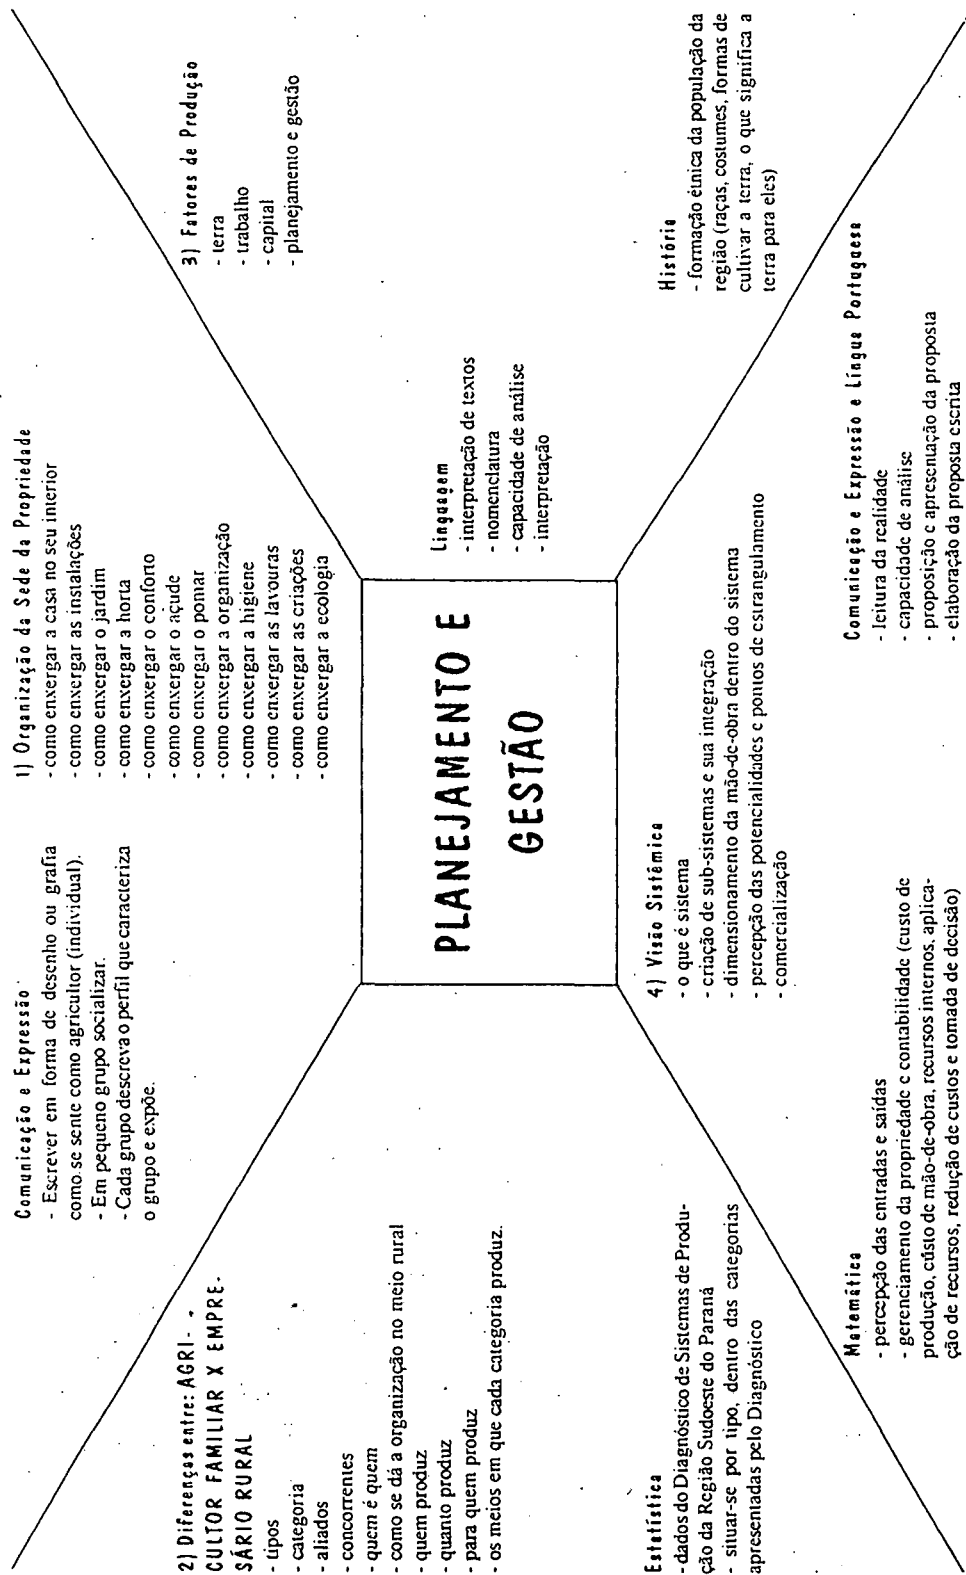 Comunicação e Expressão
- Escrever em forma de desenho ou grafia
como se sente como agricultor (individual).
- Em pequeno grupo socializar.
- Cada grupo descreva o perfil que caracteriza
o grupo e expõe.
1) Organização da Sede da Propriedade
- como enxergar a casa no seu interior
- como enxergar as instalações
- como enxergar o jardim
- como enxergar a horta
- como enxergar o conforto
- como enxergar o açude
- como enxergar o pomar
- como enxergar a organização
- como enxergar a higiene
- como enxergar as lavouras
- como enxergar as criações
- como enxergar a ecologia
2) Diferenças entre: AGRI-
CULTOR FAMILIAR X EMPRE-
SÁRIO RURAL
- tipos
- categoria
- aliados
- concorrentes
- quem é quem
- como se dá a organização no meio rural
- quem produz
- quanto produz
- para quem produz
- os meios em que cada categoria produz.
Estatística
- dados do Diagnóstico de Sistemas de Produ-
ção da Região Sudoeste do Paraná
- situar-se por tipo, dentro das categorias
apresentadas pelo Diagnóstico
PLANEJAMENTO E
GESTÃO
3) Fatores de Produção
- terra
- trabalho
- capital
- planejamento e gestão
Linguagem
- interpretação de textos
- nomenclatura
- capacidade de análise
- interpretação
História
- formação étnica da população da
região (raças, costumes, formas de
cultivar a terra, o que significa a
terra para eles)
4) Visão Sistêmica
- o que é sistema
- criação de sub-sistemas e sua integração
- dimensionamento da mão-de-obra dentro do sistema
- percepção das potencialidades e pontos de estrangulamento
- comercialização
Matemática
- percepção das entradas e saídas
- gerenciamento da propriedade e contabilidade (custo de
produção, custo de mão-de-obra, recursos internos, aplica-
ção de recursos, redução de custos e tomada de decisão)
Comunicação e Expressão e Língua Portuguesa
- leitura da realidade
- capacidade de análise
- proposição e apresentação da proposta
- elaboração da proposta escrita